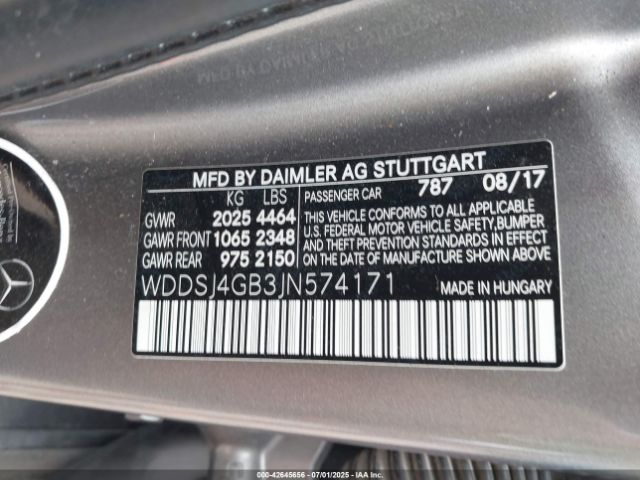 MFD BY DAIMLER AG STUTTGART
KG LBS
GVWR 2025 4464
GAWR FRONT 1065 2348
GAWR REAR 975 2150
PASSENGER CAR 787 08/17
THIS VEHICLE CONFORMS TO ALL APPLICABLE
U.S. FEDERAL MOTOR VEHICLE SAFETY, BUMPER
AND THEFT PREVENTION STANDARDS IN EFFECT
ON THE DATE OF MANUFACTURE SHOWN ABOVE.
MADE IN HUNGARY
WDDSJ4GB3JN574171
000-42645656 - 07/01/2025 - IAAI, Inc.